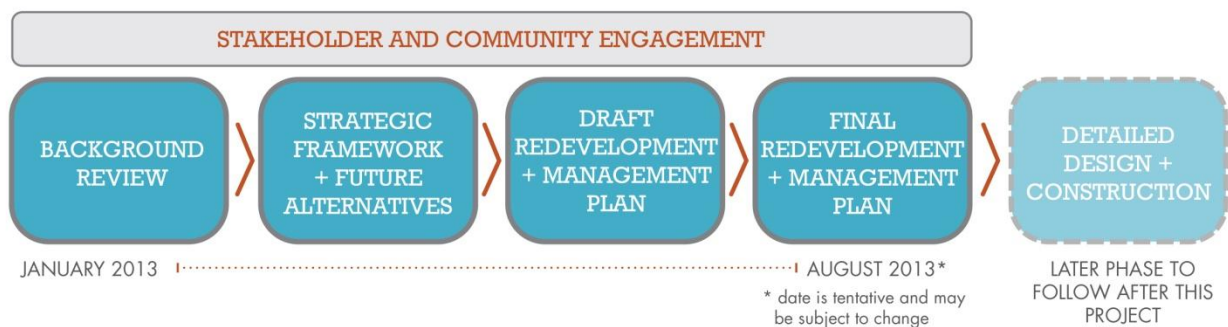 STAKEHOLDER AND COMMUNITY ENGAGEMENT
BACKGROUND
REVIEW
STRATEGIC
FRAMEWORK
+ FUTURE
ALTERNATIVES
DRAFT
REDEVELOPMENT
+ MANAGEMENT
PLAN
FINAL
REDEVELOPMENT
+ MANAGEMENT
PLAN
DETAILED
DESIGN +
CONSTRUCTION
JANUARY 2013
AUGUST 2013*
* date is tentative and may
be subject to change
LATER PHASE TO
FOLLOW AFTER THIS
PROJECT